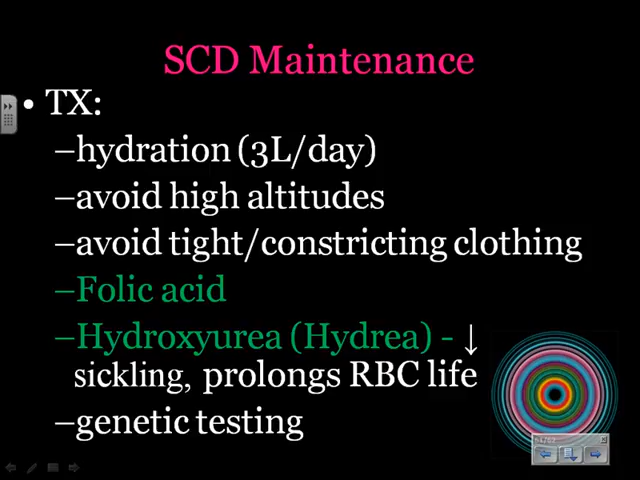 SCD Maintenance
• TX:
–hydration (3L/day)
–avoid high altitudes
–avoid tight/constricting clothing
–Folic acid
–Hydroxyurea (Hydrea) - ↓
sickling, prolongs RBC life
–genetic testing